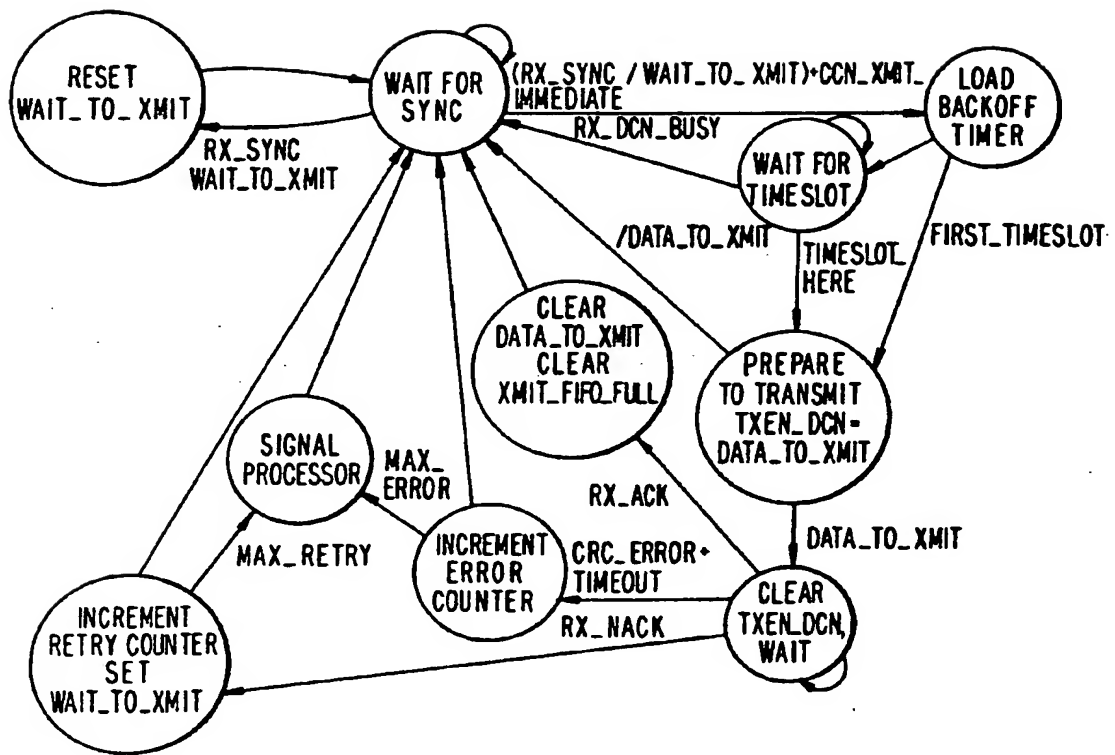 RESET
WAIT_TO_XMIT
WAIT FOR
SYNC
(RX_SYNC / WAIT_TO_XMIT)+CCN_XMIT_
IMMEDIATE
LOAD
BACKOFF
TIMER
RX_DCN_BUSY
RX_SYNC
WAIT_TO_XMIT
WAIT FOR
TIMESLOT
/DATA_TO_XMIT
TIMESLOT_
HERE
FIRST_TIMESLOT
CLEAR
DATA_TO_XMIT
CLEAR
XMIT_FIFO_FULL
PREPARE
TO TRANSMIT
TXEN_DCN=
DATA_TO_XMIT
SIGNAL
PROCESSOR
MAX_
ERROR
RX_ACK
DATA_TO_XMIT
MAX_RETRY
INCREMENT
ERROR
COUNTER
CRC_ERROR+
TIMEOUT
CLEAR
TXEN_DCN,
WAIT
RX_NACK
INCREMENT
RETRY COUNTER
SET
WAIT_TO_XMIT